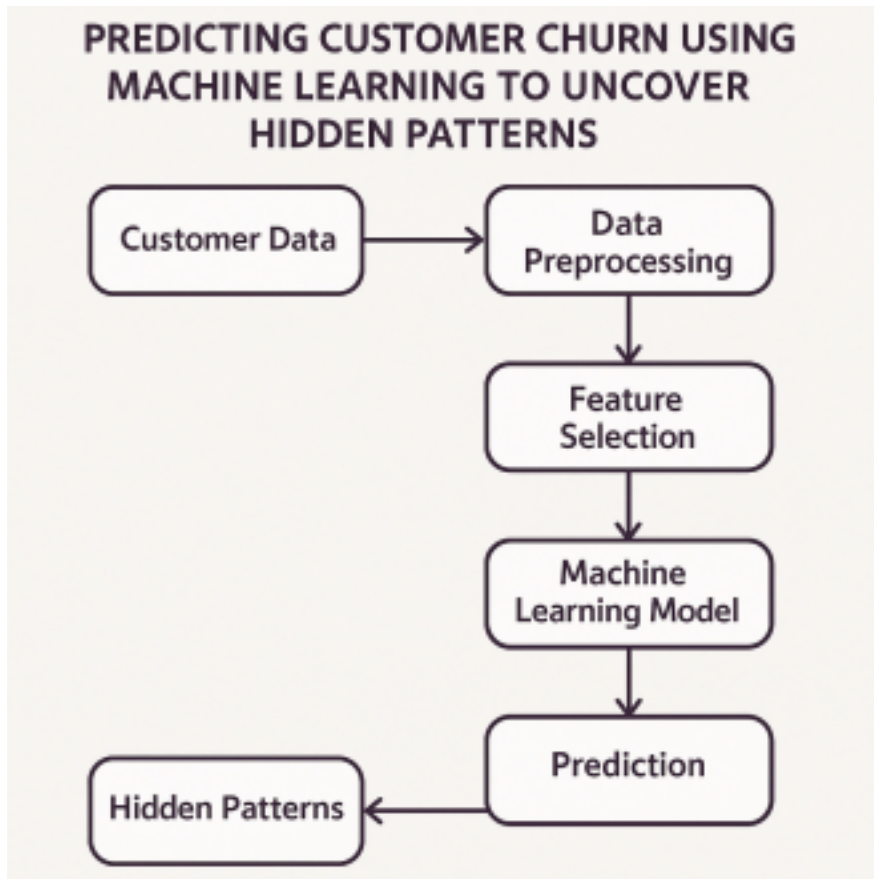 PREDICTING CUSTOMER CHURN USING
MACHINE LEARNING TO UNCOVER
HIDDEN PATTERNS
Customer Data
Data
Preprocessing
Feature
Selection
Machine
Learning Model
Prediction
Hidden Patterns